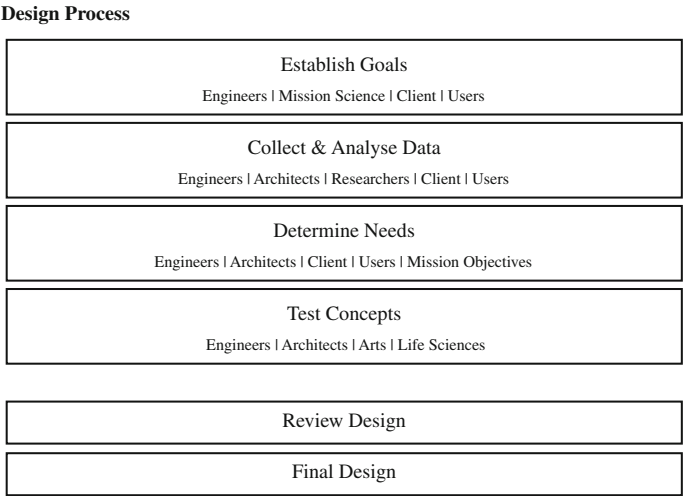 Design Process
Establish Goals
Engineers | Mission Science | Client | Users
Collect & Analyse Data
Engineers | Architects | Researchers | Client | Users
Determine Needs
Engineers | Architects | Client | Users | Mission Objectives
Test Concepts
Engineers | Architects | Arts | Life Sciences
Review Design
Final Design